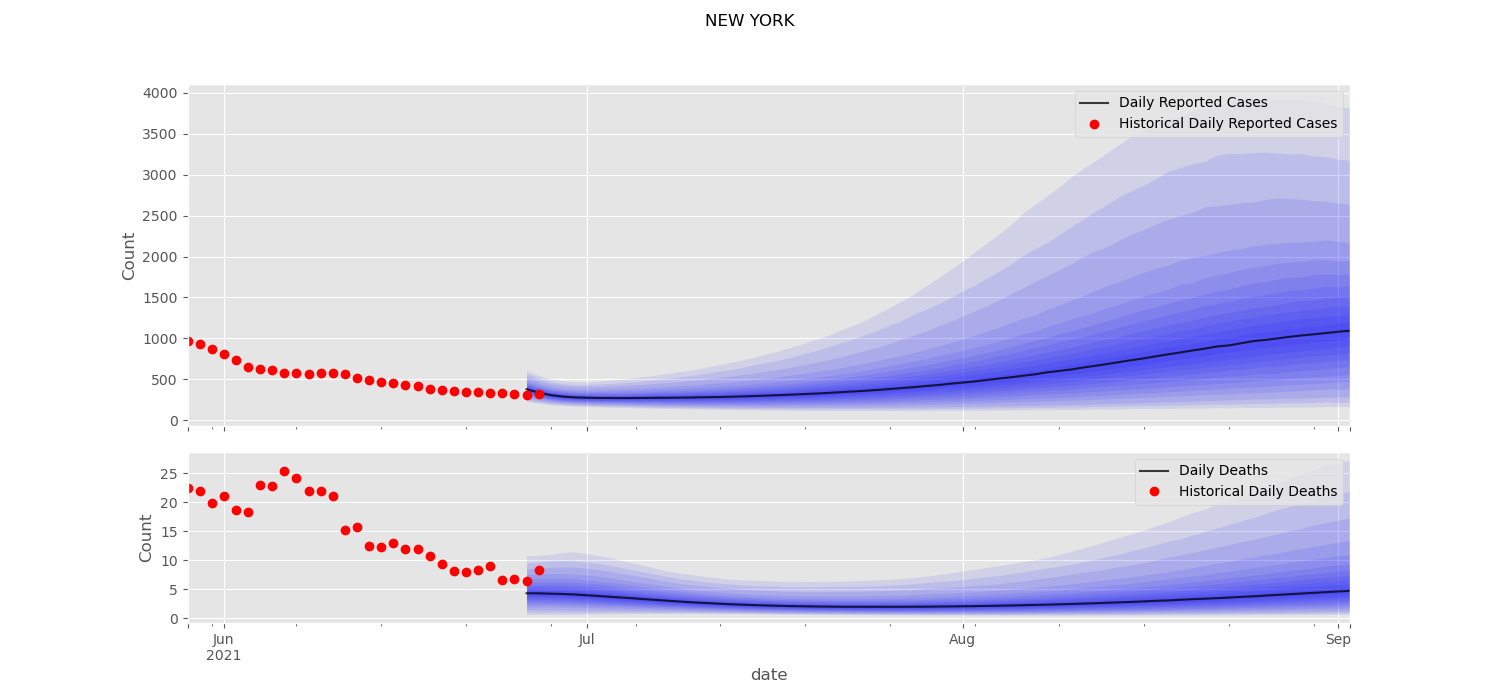 NEW YORK
4000
3500
3000
2500
2000
1500
1000
500
0
Count
Daily Reported Cases
Historical Daily Reported Cases
25
20
15
10
5
0
Count
Daily Deaths
Historical Daily Deaths
Jun
2021
Jul
Aug
Sep
date